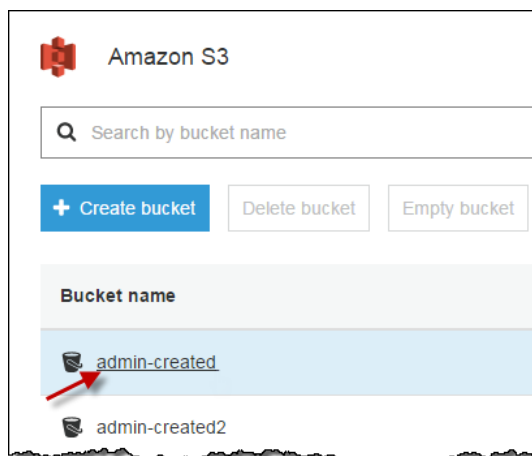 Amazon S3
Search by bucket name
+ Create bucket Delete bucket Empty bucket
Bucket name
admin-created
admin-created2